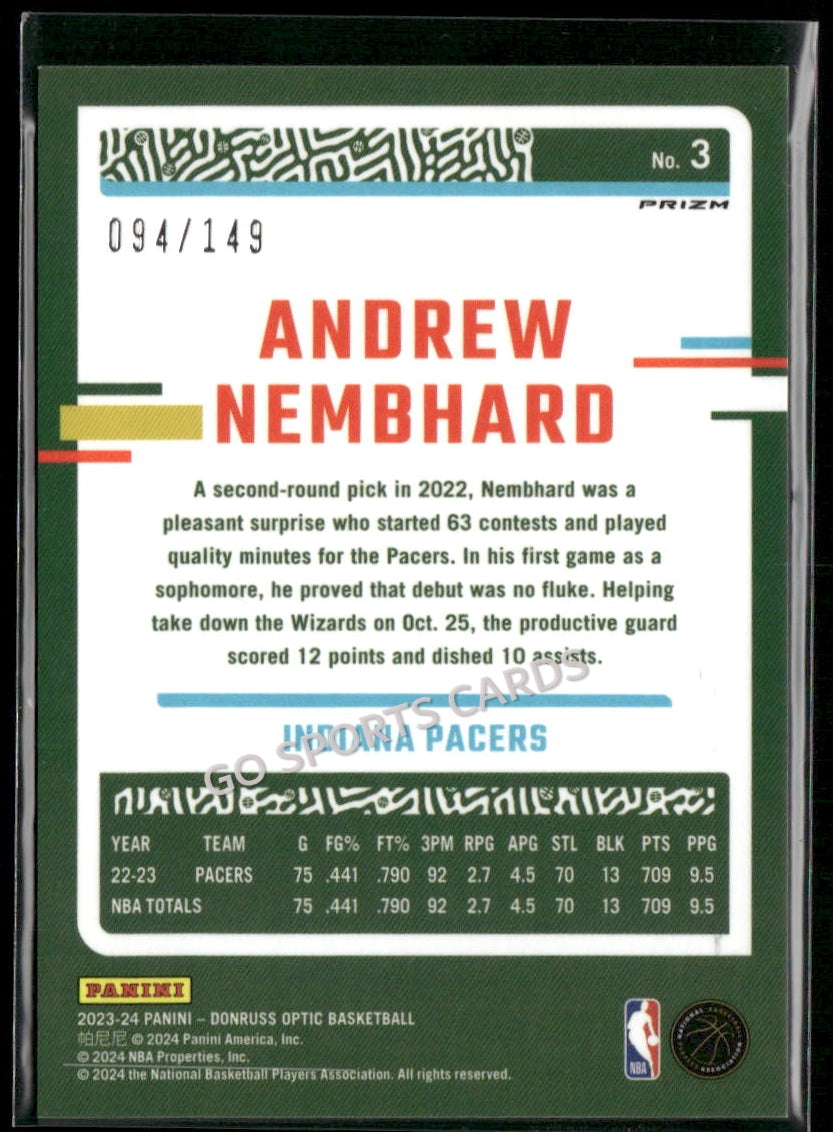 No. 3
PRIZM
094/149
ANDREW
NEMBHARD
A second-round pick in 2022, Nembhard was a
pleasant surprise who started 63 contests and played
quality minutes for the Pacers. In his first game as a
sophomore, he proved that debut was no fluke. Helping
take down the Wizards on Oct. 25, the productive guard
scored 12 points and dished 10 assists.
INDIANA PACERS
GO SPORTS CARDS
YEAR TEAM G FG% FT% 3PM RPG APG STL BLK PTS PPG
22-23 PACERS 75 .441 .790 92 2.7 4.5 70 13 709 9.5
NBA TOTALS 75 .441 .790 92 2.7 4.5 70 13 709 9.5
PANINI
2023-24 PANINI – DONRUSS OPTIC BASKETBALL
帕尼尼 © 2024 Panini America, Inc.
© 2024 NBA Properties, Inc.
© 2024 the National Basketball Players Association. All rights reserved.
NBA
NATIONAL BASKETBALL PLAYERS ASSOCIATION